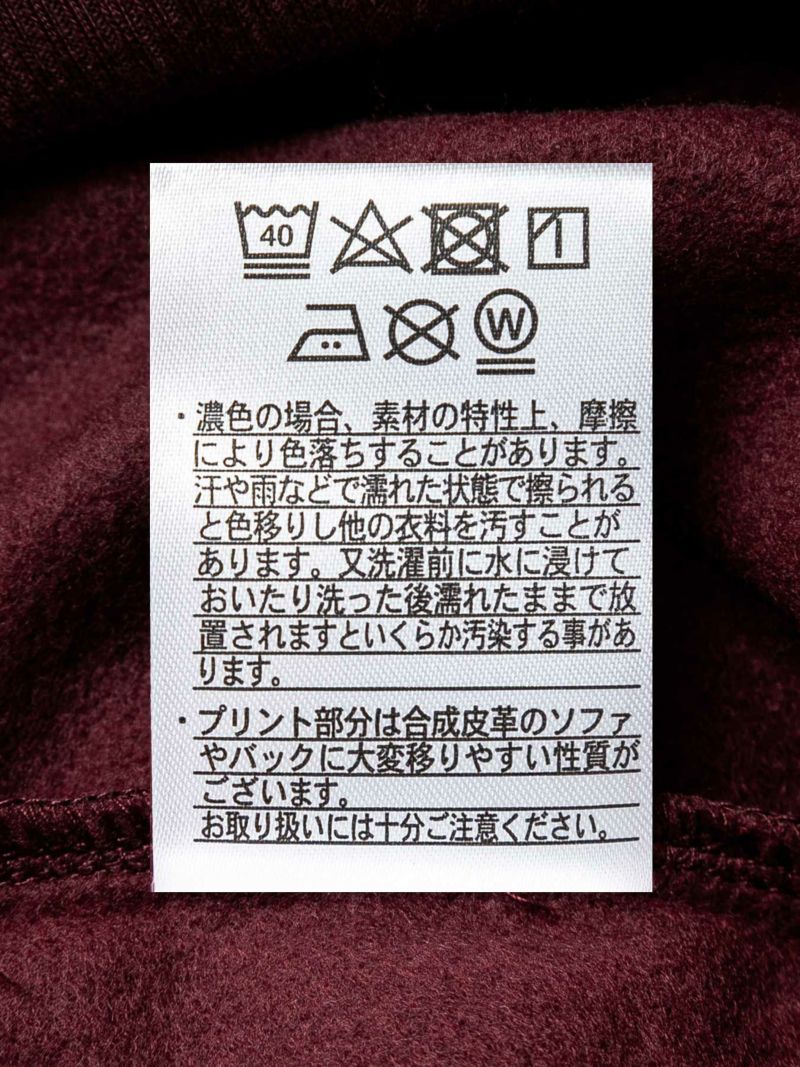 40
W
・濃色の場合、素材の特性上、摩擦
により色落ちすることがあります。
汗や雨などで濡れた状態で擦られる
と色移りし他の衣料を汚すことが
あります。又洗濯前に水に浸けて
おいたり洗った後濡れたままで放
置されますといくらか汚染する事があ
ります。
・プリント部分は合成皮革のソファ
やバックに大変移りやすい性質が
ございます。
お取り扱いには十分ご注意ください。